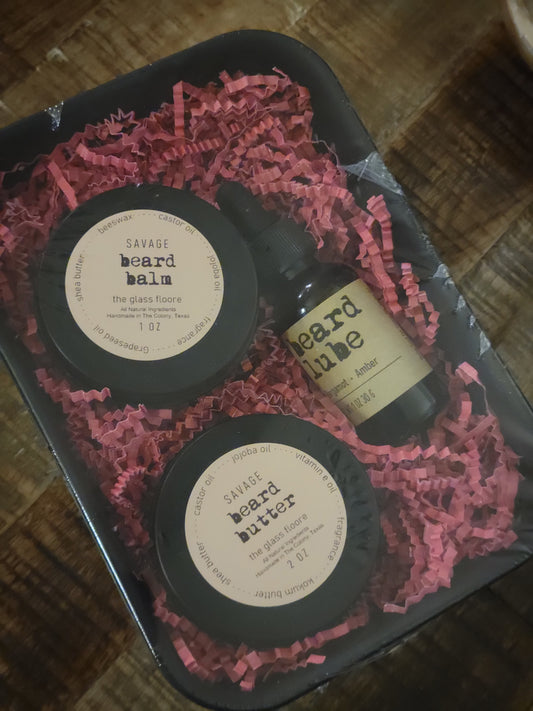 beeswax
castor oil
jojoba oil
fragrance
Grapeseed oil
shea butter
SAVAGE
beard
balm
the glass floore
All Natural Ingredients
Handmade in The Colony, Texas
1 OZ
beard
lube
- Amber
castor oil
jojoba oil
vitamin e oil
fragrance
kokum butter
shea butter
SAVAGE
beard
butter
the glass floore
All Natural Ingredients
Handmade in The Colony, Texas
2 OZ